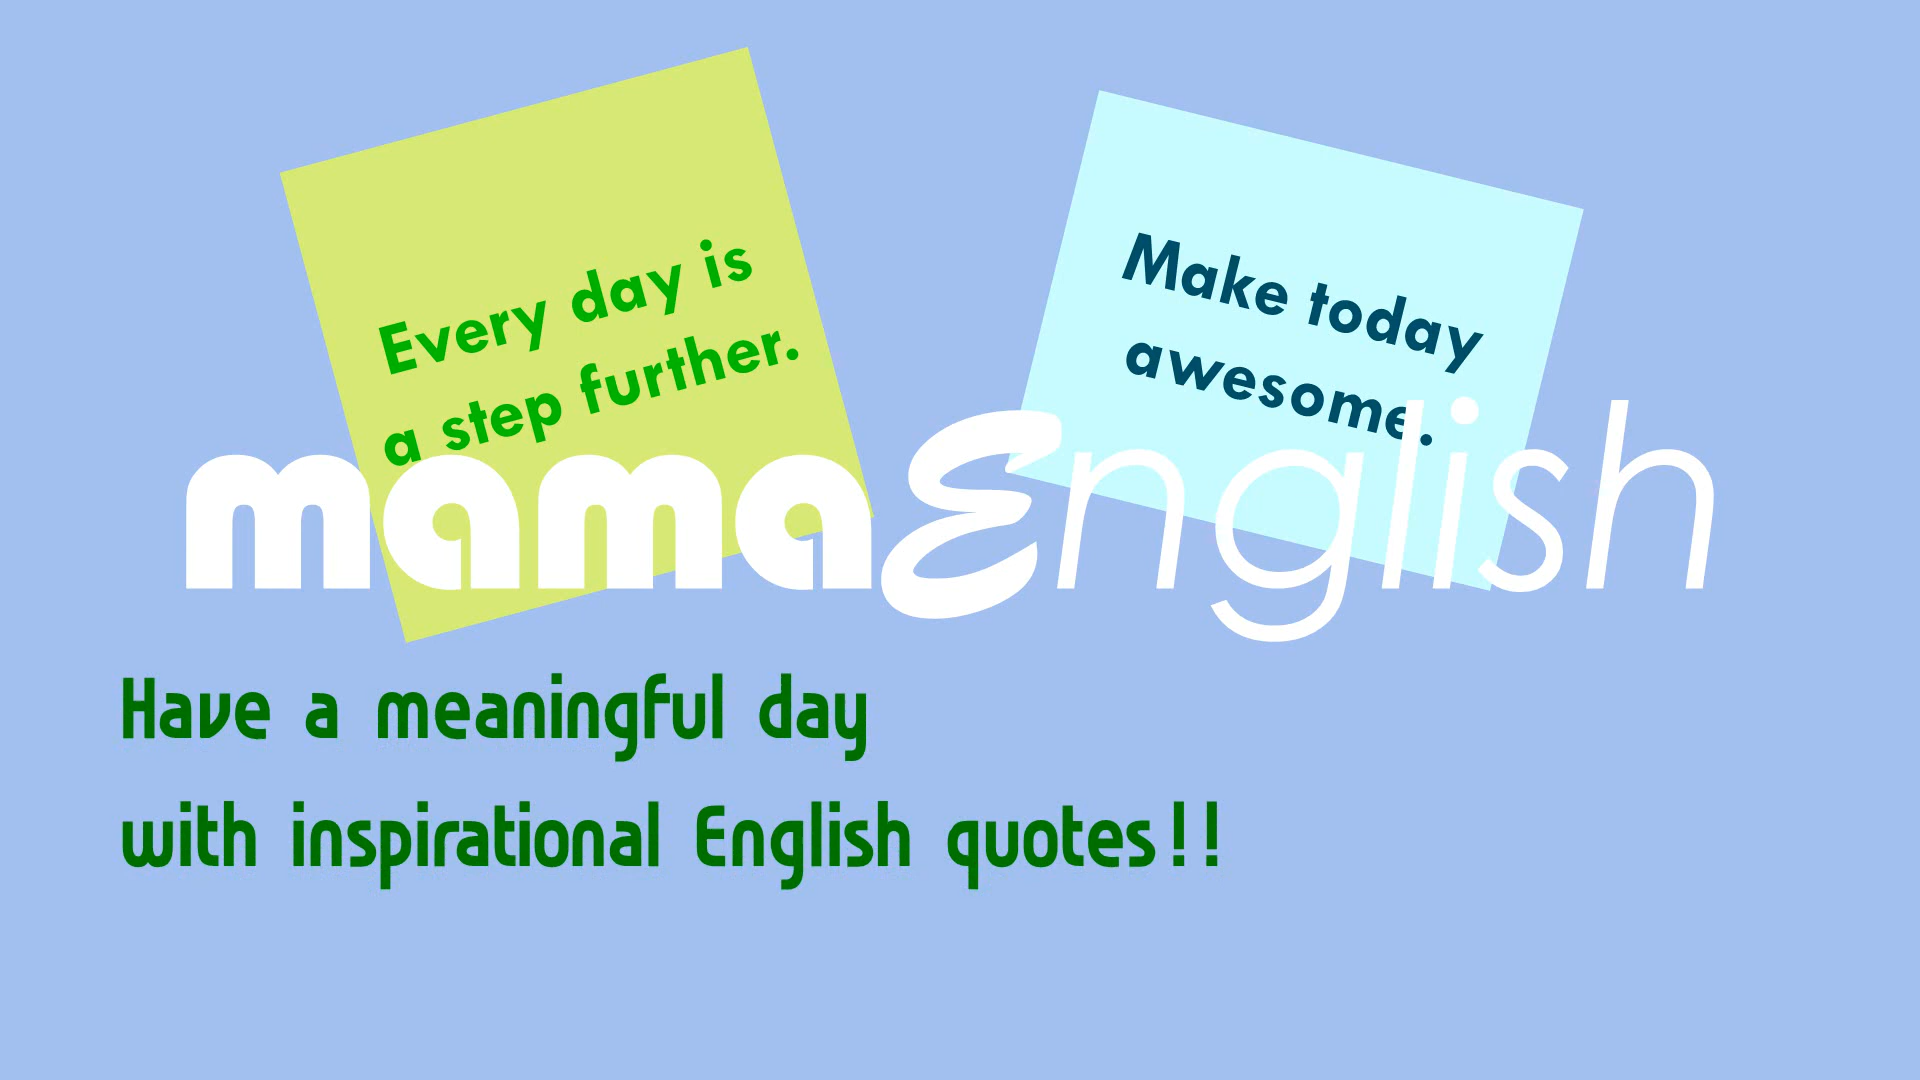 Every day is
a step further.
Make today
awesome.
mamaEnglish
Have a meaningful day
with inspirational English quotes!!